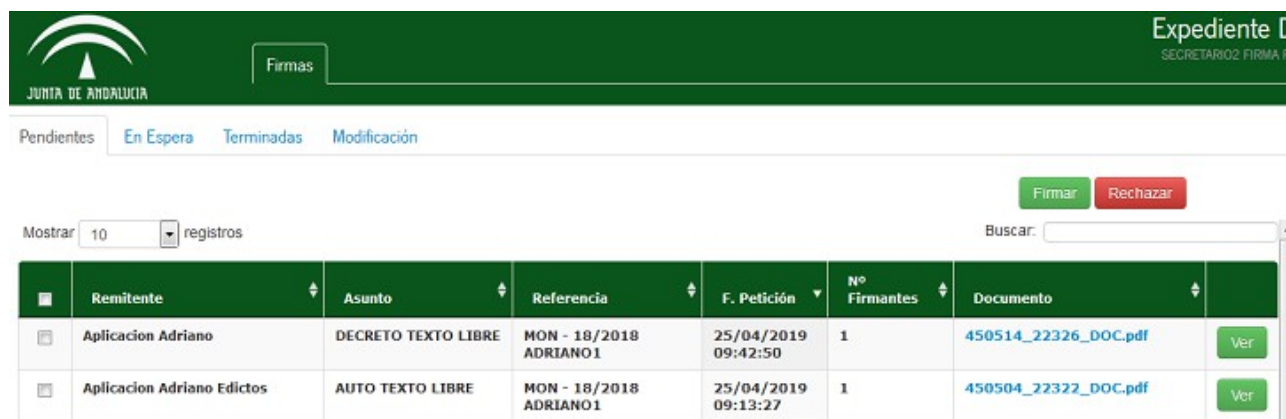 Expediente
SECRETARIO2 FIRMA
Firmas
JUNTA DE ANDALUCIA
Pendientes En Espera Terminadas Modificación
Firmar Rechazar
Mostrar 10 registros Buscar:
Remitente Asunto Referencia F. Petición Nº Firmantes Documento
Aplicacion Adriano DECRETO TEXTO LIBRE MON - 18/2018 25/04/2019 1 450514_22326_DOC.pdf Ver
ADRIANO1 09:42:50
Aplicacion Adriano Edictos AUTO TEXTO LIBRE MON - 18/2018 25/04/2019 1 450504_22322_DOC.pdf Ver
ADRIANO1 09:13:27